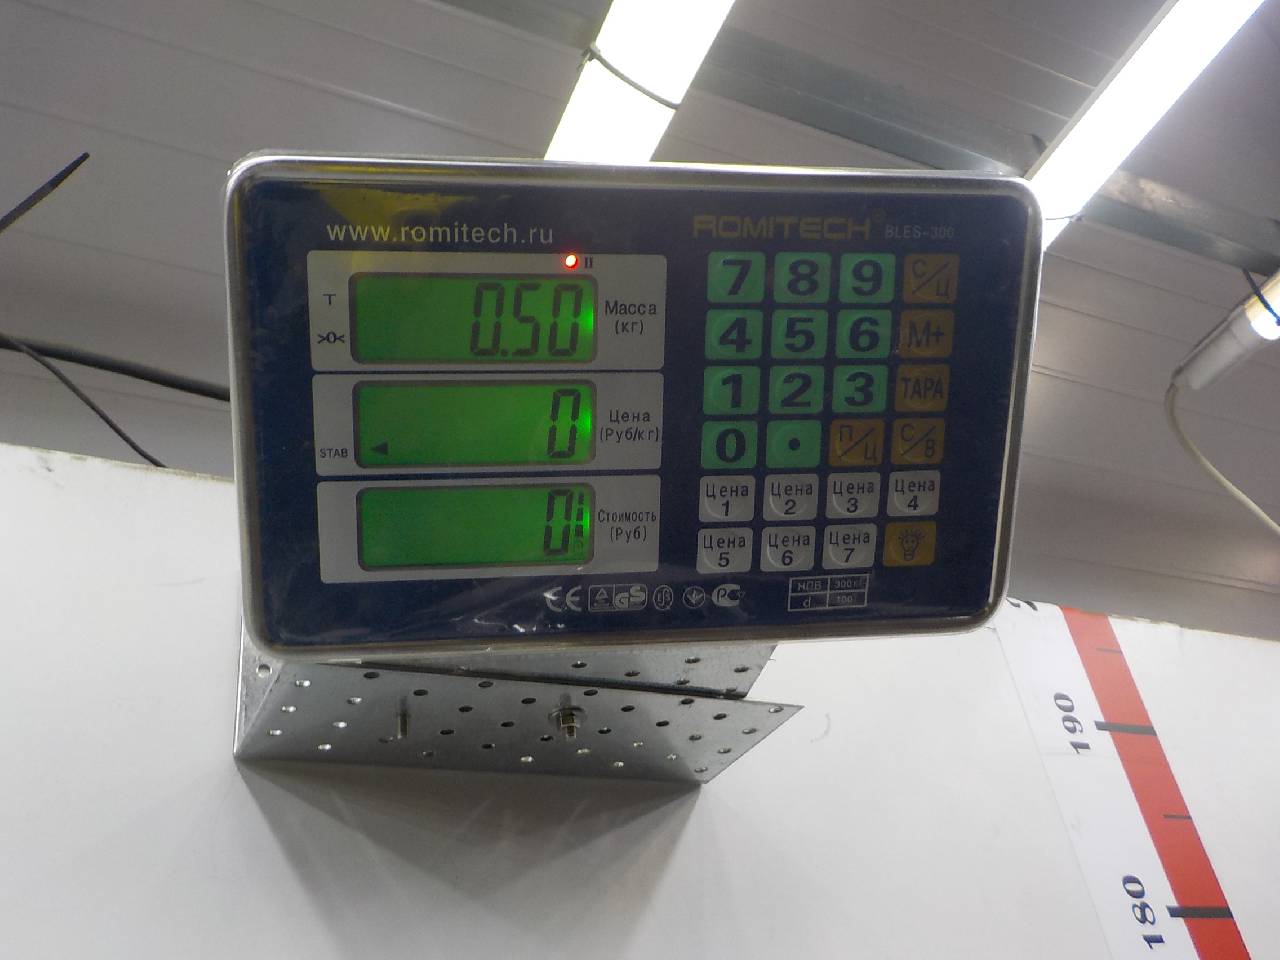 www.romitech.ru
ROMITECH® BLES-300
II
T
>0<
0.50
Масса
(кг)
STAB
0
Цена
(Руб/кг)
0
Стоимость
(Руб)
7 8 9 С/Ц
4 5 6 М+
1 2 3 ТАРА
0 • П/Ц С/В
Цена 1 Цена 2 Цена 3 Цена 4
Цена 5 Цена 6 Цена 7
CE GS
НПВ
d 100
190
180